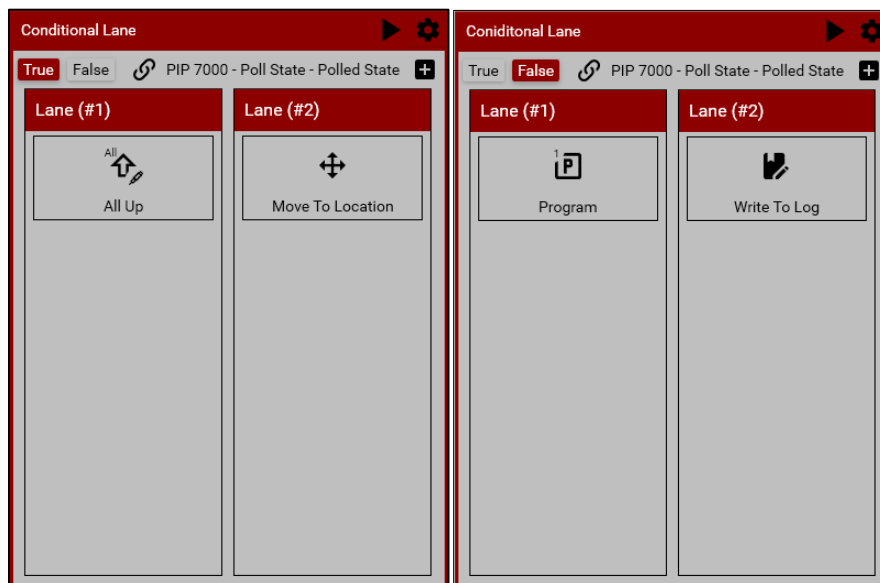 Conditional Lane
True False PIP 7000 - Poll State - Polled State
Lane (#1) Lane (#2)
All
All Up Move To Location
Coniditonal Lane
True False PIP 7000 - Poll State - Polled State
Lane (#1) Lane (#2)
1 P
Program Write To Log